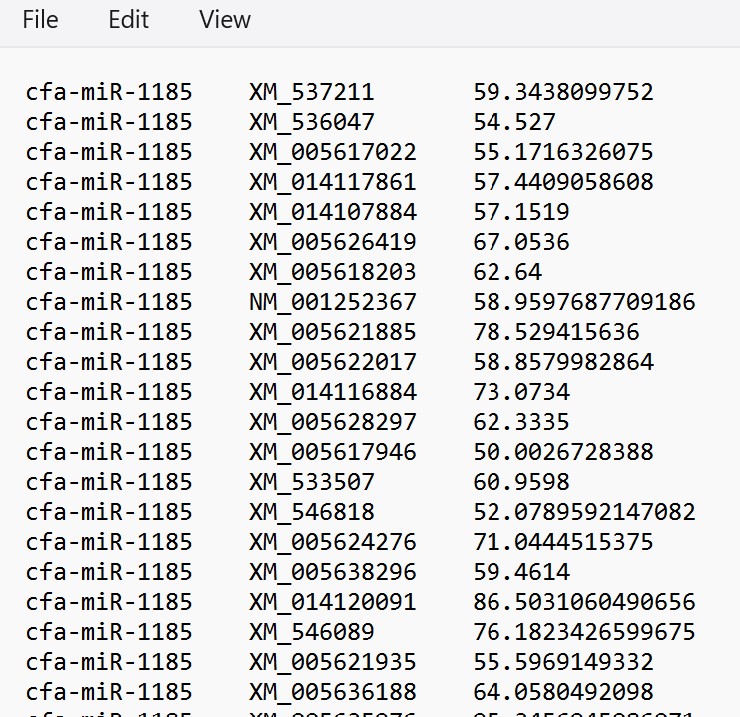 File Edit View
cfa-miR-1185 XM_537211 59.3438099752
cfa-miR-1185 XM_536047 54.527
cfa-miR-1185 XM_005617022 55.1716326075
cfa-miR-1185 XM_014117861 57.4409058608
cfa-miR-1185 XM_014107884 57.1519
cfa-miR-1185 XM_005626419 67.0536
cfa-miR-1185 XM_005618203 62.64
cfa-miR-1185 NM_001252367 58.9597687709186
cfa-miR-1185 XM_005621885 78.529415636
cfa-miR-1185 XM_005622017 58.8579982864
cfa-miR-1185 XM_014116884 73.0734
cfa-miR-1185 XM_005628297 62.3335
cfa-miR-1185 XM_005617946 50.0026728388
cfa-miR-1185 XM_533507 60.9598
cfa-miR-1185 XM_546818 52.0789592147082
cfa-miR-1185 XM_005624276 71.0444515375
cfa-miR-1185 XM_005638296 59.4614
cfa-miR-1185 XM_014120091 86.5031060490656
cfa-miR-1185 XM_546089 76.1823426599675
cfa-miR-1185 XM_005621935 55.5969149332
cfa-miR-1185 XM_005636188 64.0580492098